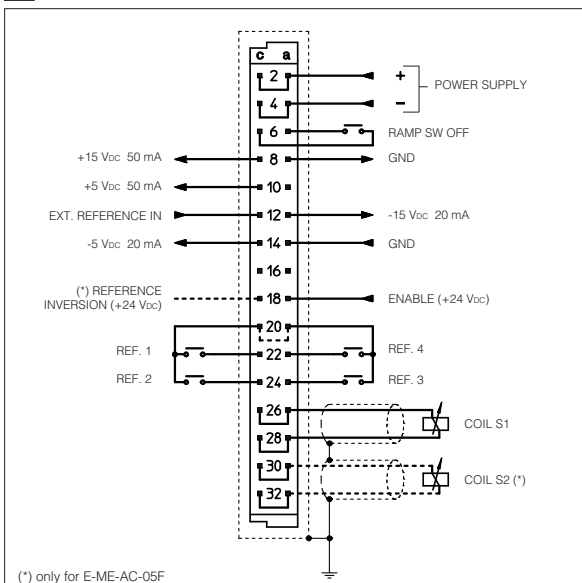 c a
2 + POWER SUPPLY
4 −
6 RAMP SW OFF
+15 VDC 50 mA 8 GND
+5 VDC 50 mA 10
EXT. REFERENCE IN 12 -15 VDC 20 mA
-5 VDC 20 mA 14 GND
16
(*) REFERENCE
INVERSION (+24 VDC) 18 ENABLE (+24 VDC)
20
REF. 1 22 REF. 4
REF. 2 24 REF. 3
26 COIL S1
28
30 COIL S2 (*)
32
(*) only for E-ME-AC-05F